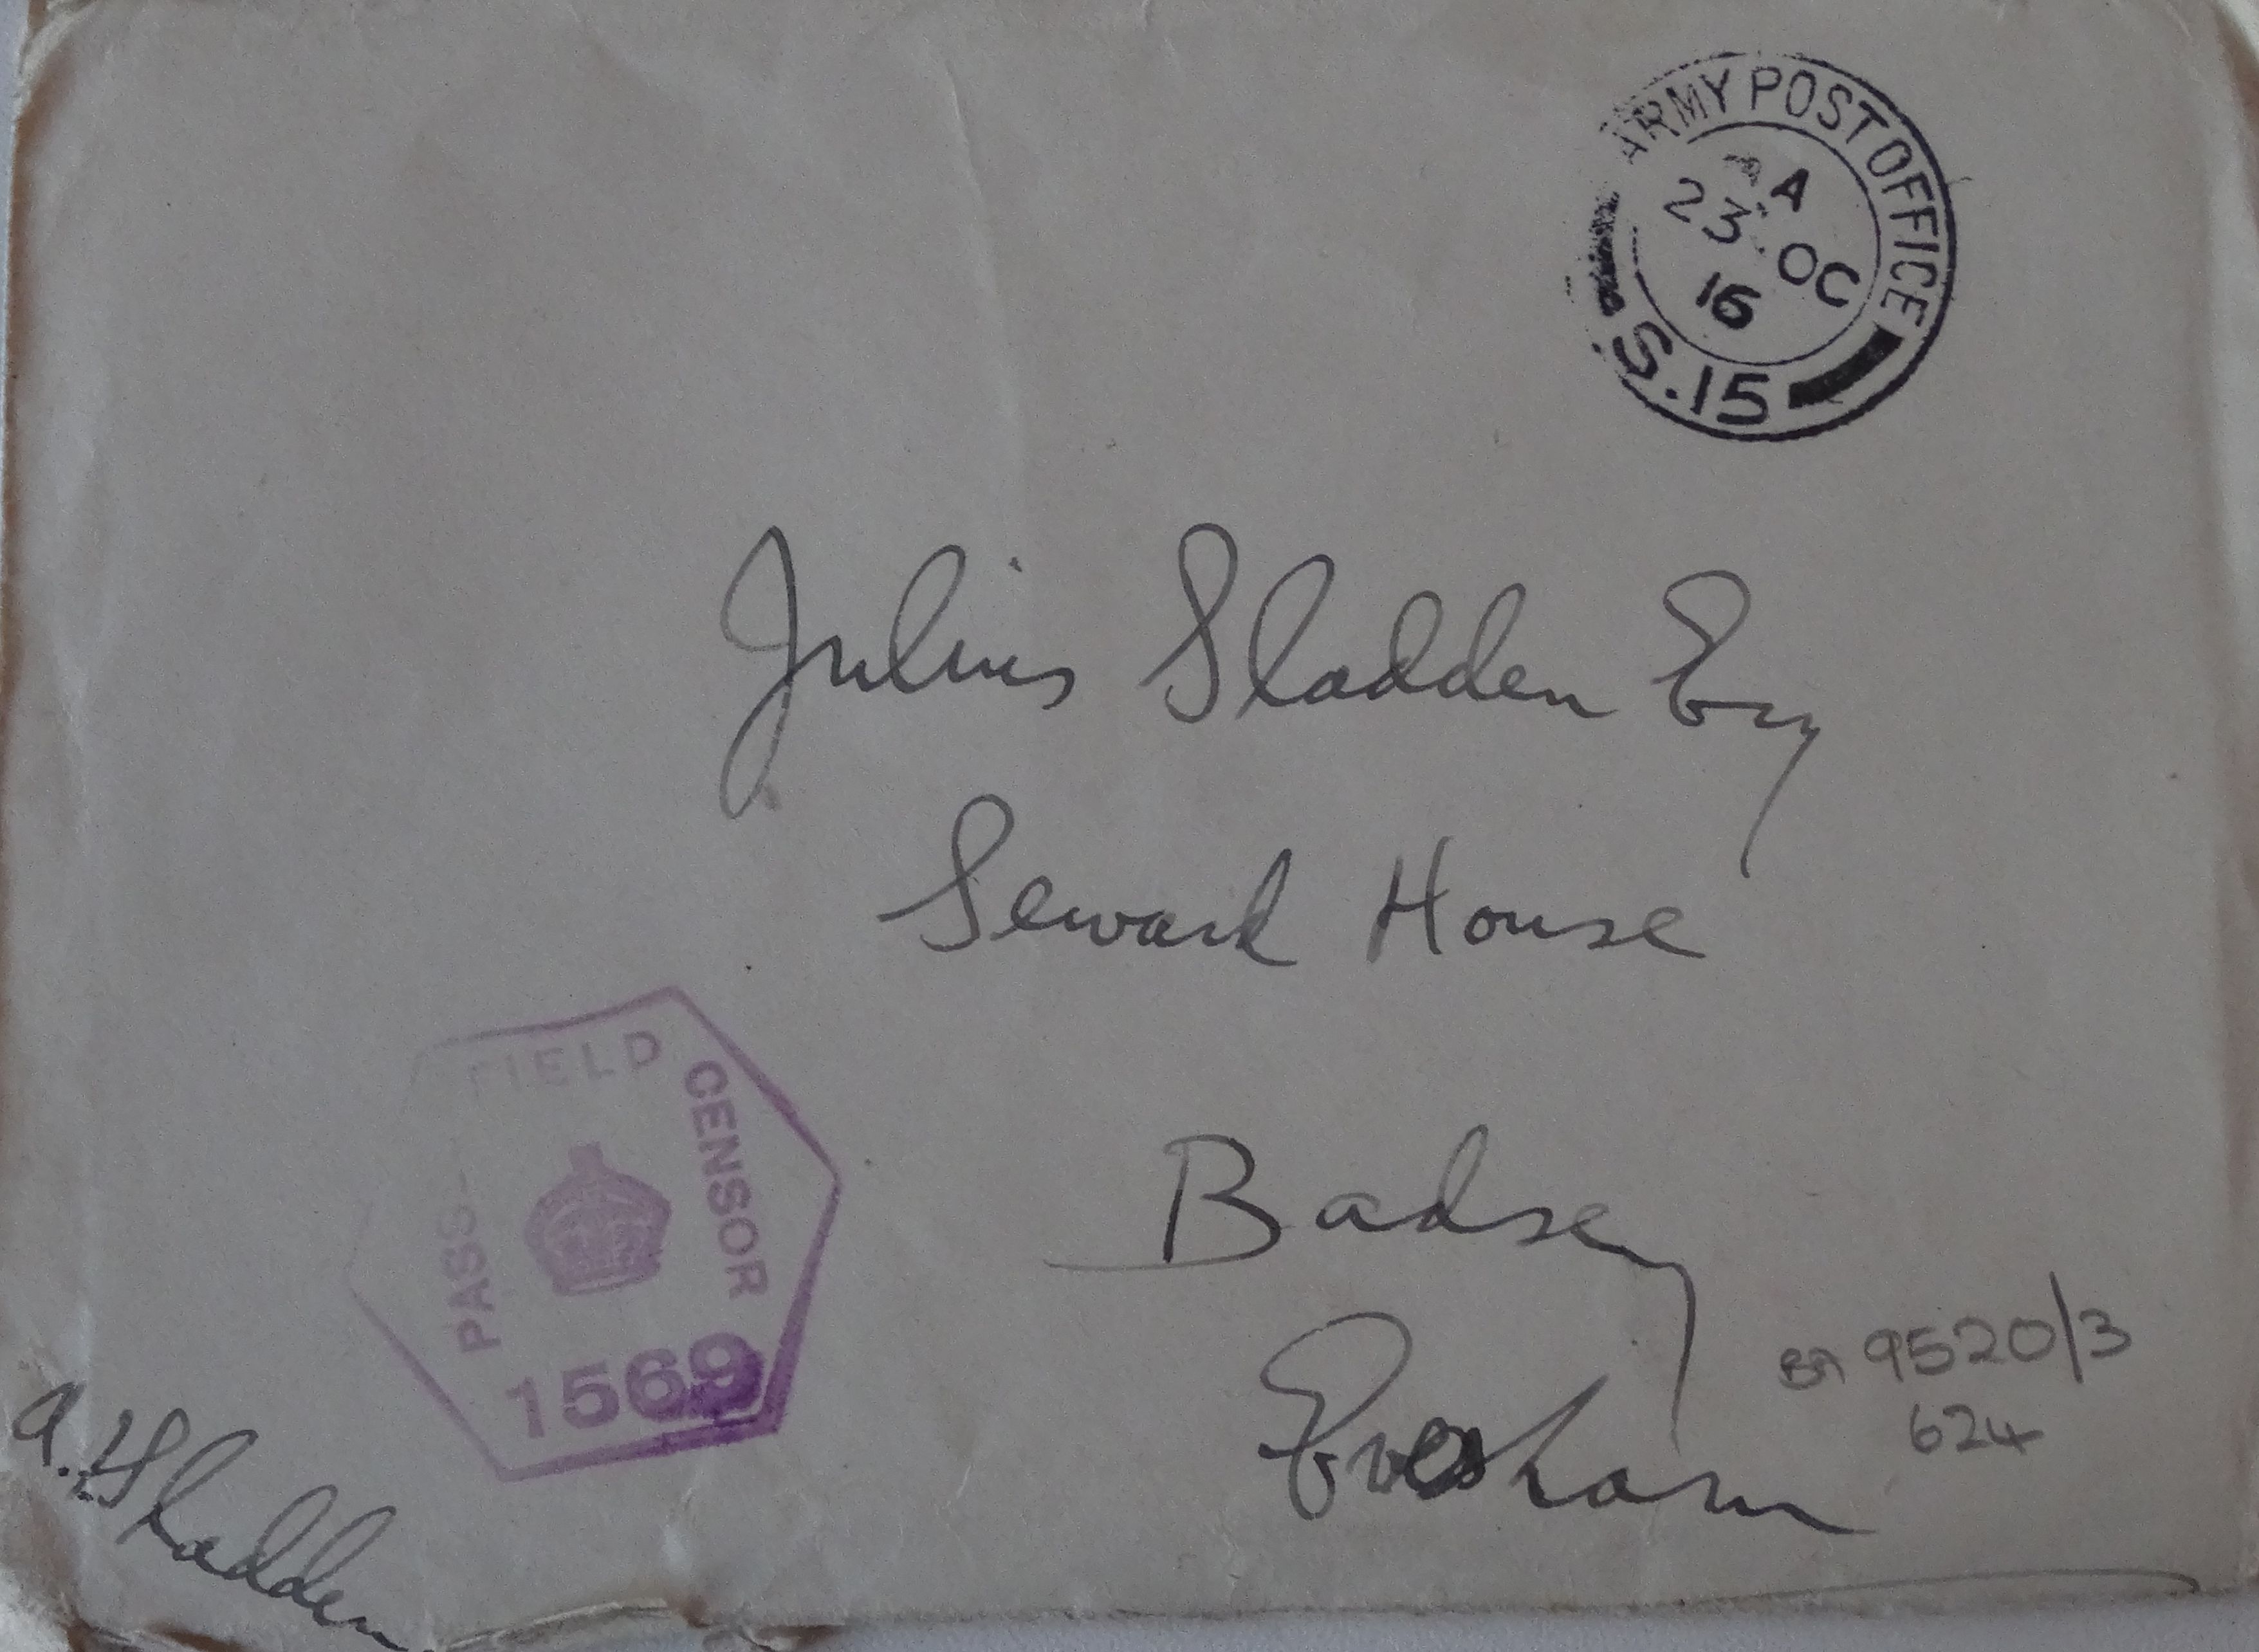 ARMY POST OFFICE
A
23 OC
16
S.15
Julius Sladden Esq
Seward House
Badsey
Evesham
PASSED FIELD CENSOR
1569
BA 9520/3
624
A. F. Sladden